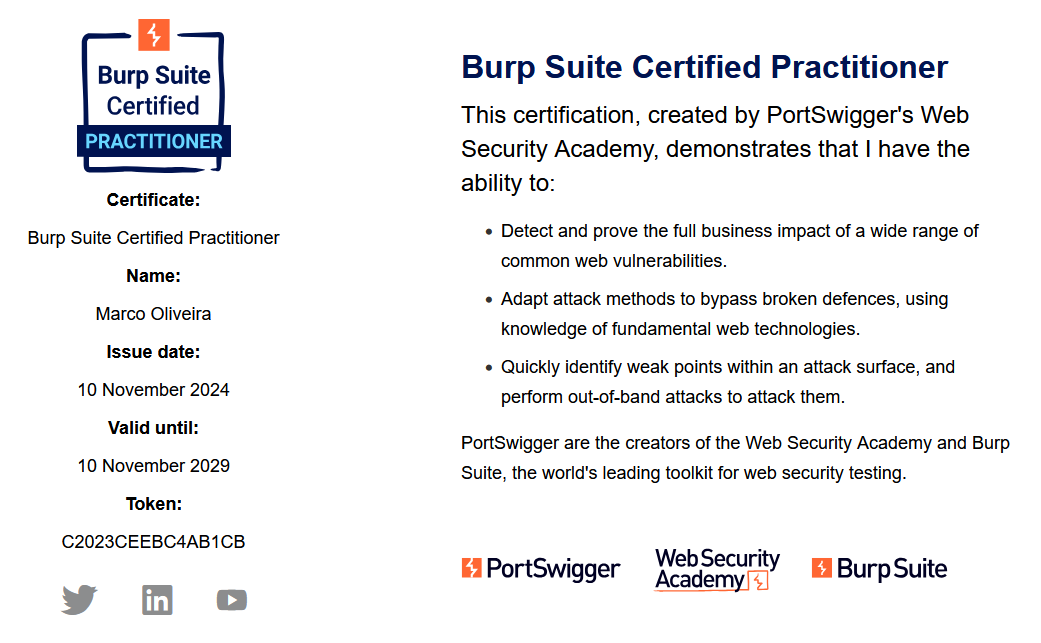 Burp Suite
Certified
PRACTITIONER
Certificate:
Burp Suite Certified Practitioner
Name:
Marco Oliveira
Issue date:
10 November 2024
Valid until:
10 November 2029
Token:
C2023CEEBC4AB1CB
Burp Suite Certified Practitioner
This certification, created by PortSwigger's Web
Security Academy, demonstrates that I have the
ability to:
Detect and prove the full business impact of a wide range of
common web vulnerabilities.
Adapt attack methods to bypass broken defences, using
knowledge of fundamental web technologies.
Quickly identify weak points within an attack surface, and
perform out-of-band attacks to attack them.
PortSwigger are the creators of the Web Security Academy and Burp
Suite, the world's leading toolkit for web security testing.
PortSwigger
Web Security
Academy
Burp Suite